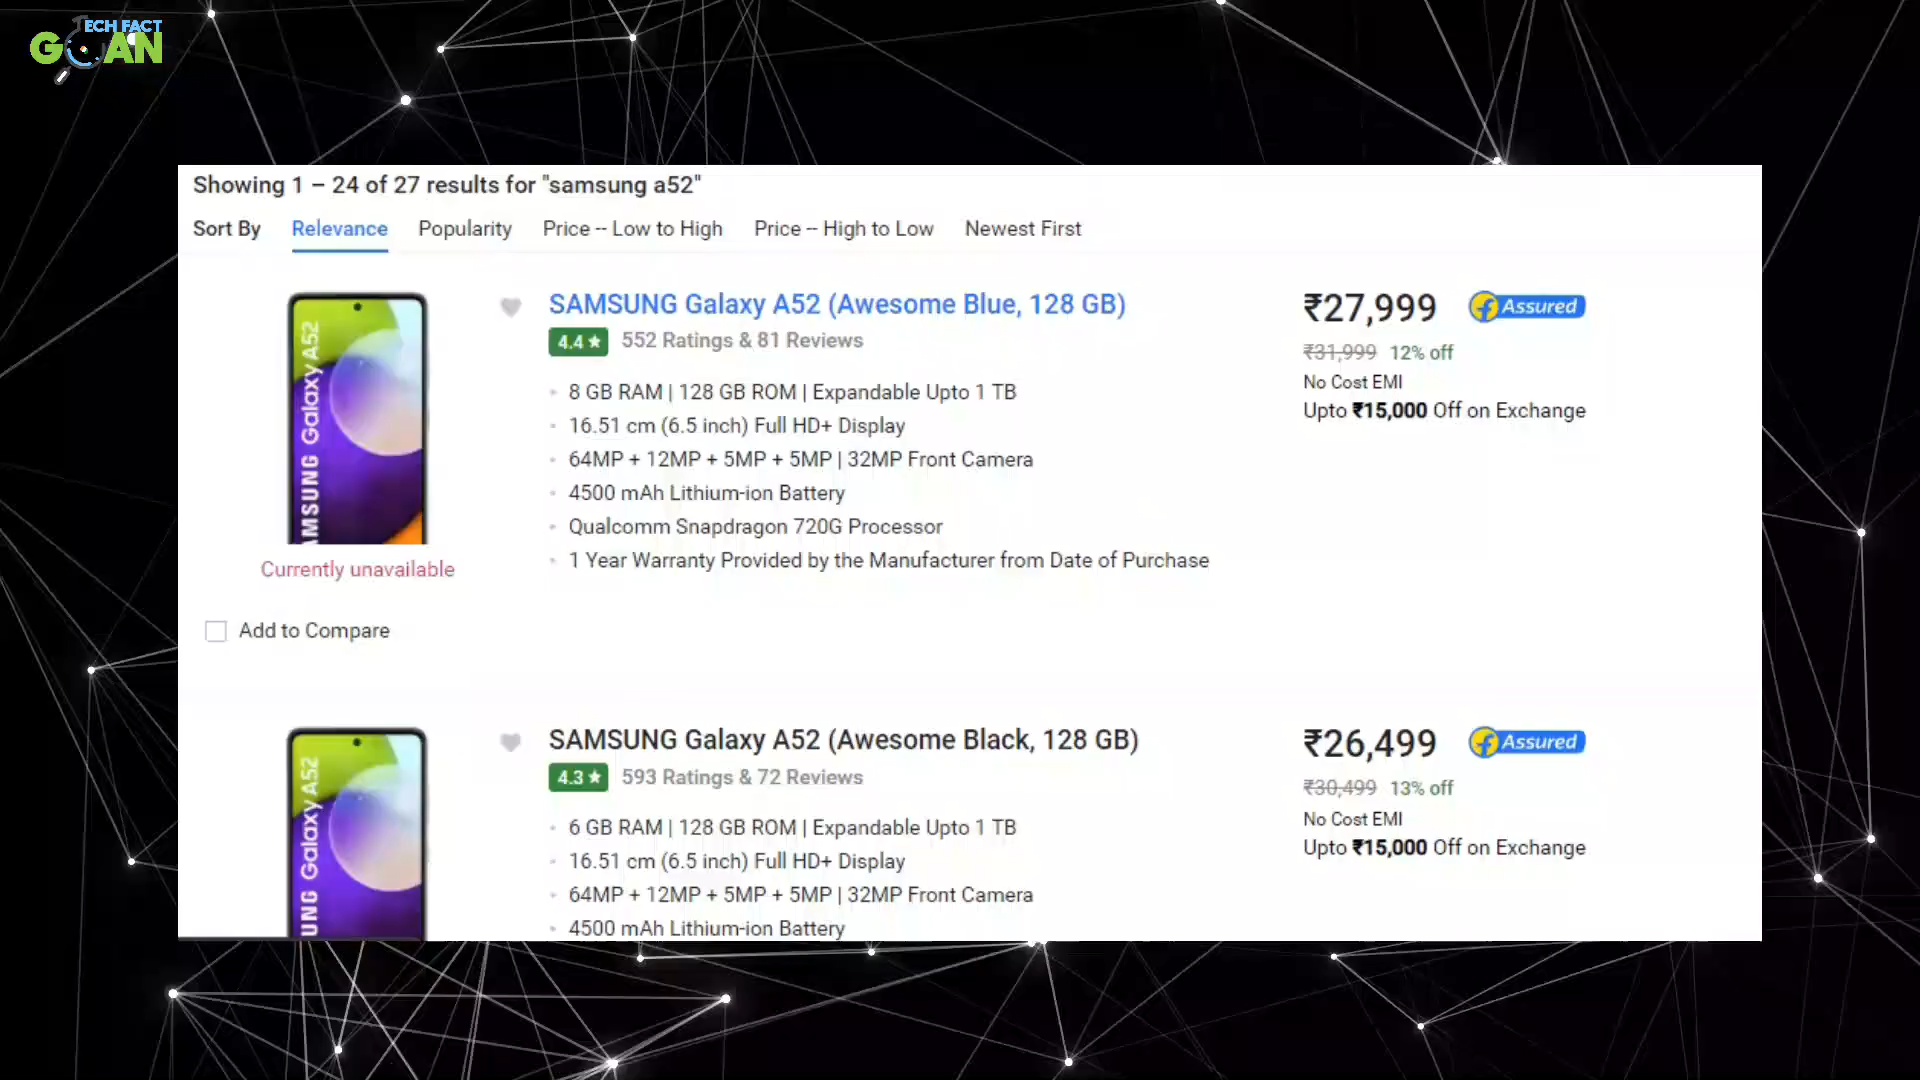 TECH FACT
GOAN
Showing 1 – 24 of 27 results for "samsung a52"
Sort By Relevance Popularity Price -- Low to High Price -- High to Low Newest First
SAMSUNG Galaxy A52
SAMSUNG Galaxy A52 (Awesome Blue, 128 GB)
4.4 ★ 552 Ratings & 81 Reviews
8 GB RAM | 128 GB ROM | Expandable Upto 1 TB
16.51 cm (6.5 inch) Full HD+ Display
64MP + 12MP + 5MP + 5MP | 32MP Front Camera
4500 mAh Lithium-ion Battery
Qualcomm Snapdragon 720G Processor
1 Year Warranty Provided by the Manufacturer from Date of Purchase
₹27,999 Assured
₹31,999 12% off
No Cost EMI
Upto ₹15,000 Off on Exchange
Currently unavailable
Add to Compare
UNG Galaxy A52
SAMSUNG Galaxy A52 (Awesome Black, 128 GB)
4.3 ★ 593 Ratings & 72 Reviews
6 GB RAM | 128 GB ROM | Expandable Upto 1 TB
16.51 cm (6.5 inch) Full HD+ Display
64MP + 12MP + 5MP + 5MP | 32MP Front Camera
4500 mAh Lithium-ion Battery
₹26,499 Assured
₹30,499 13% off
No Cost EMI
Upto ₹15,000 Off on Exchange